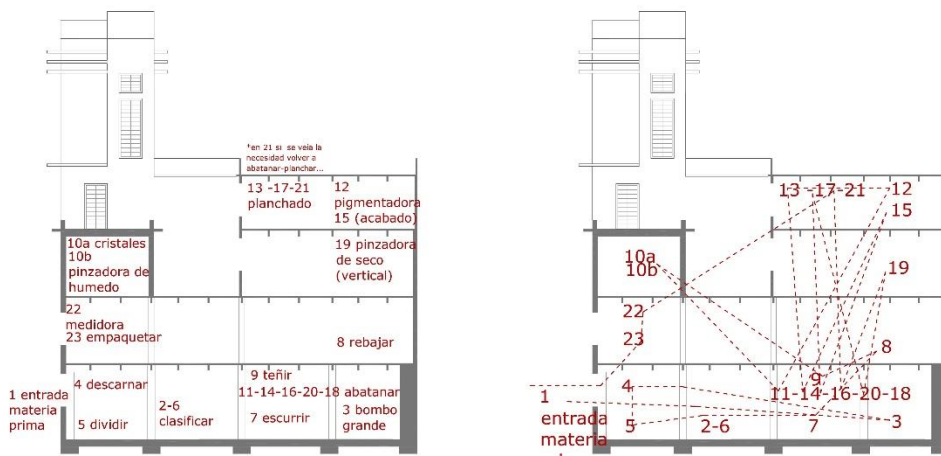 *en 21 si se veia la
necesidad volver a
abatanar-planchar...
13 -17-21
planchado
12
pigmentadora
15 (acabado)
10a cristales
10b
pinzadora de
humedo
19 pinzadora
de seco
(vertical)
22
medidora
23 empaquetar
8 rebajar
1 entrada
materia
prima
4 descarnar
5 dividir
2-6
clasificar
9 teñir
11-14-16-20-18 abatanar
7 escurrir
3 bombo
grande
13 -17-21
12
15
10a
10b
19
22
23
8
9
11-14-16-20-18
4
1
entrada
materia
5
2-6
7
3